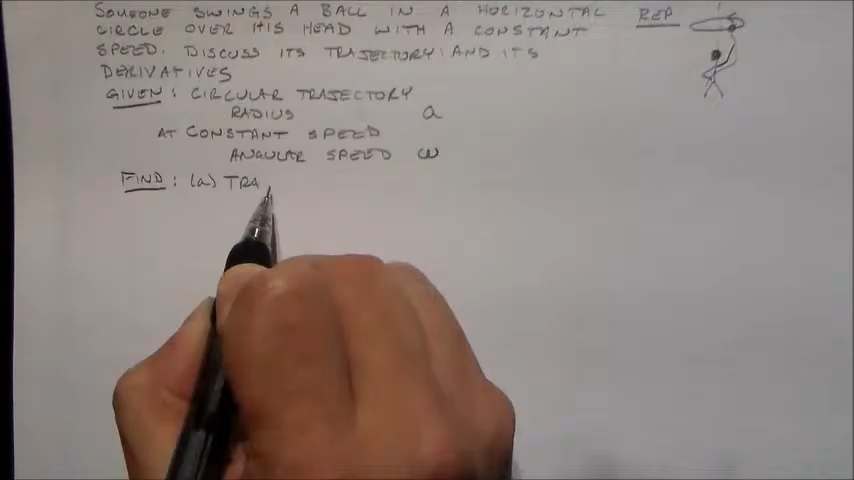 SOMEONE SWINGS A BALL IN A HORIZONTAL REP
CIRCLE OVER HIS HEAD WITH A CONSTANT
SPEED. DISCUSS ITS TRAJECTORY AND ITS
DERIVATIVES
GIVEN: CIRCULAR TRAJECTORY
RADIUS a
AT CONSTANT SPEED
ANGULAR SPEED ω
FIND: (a) TRA